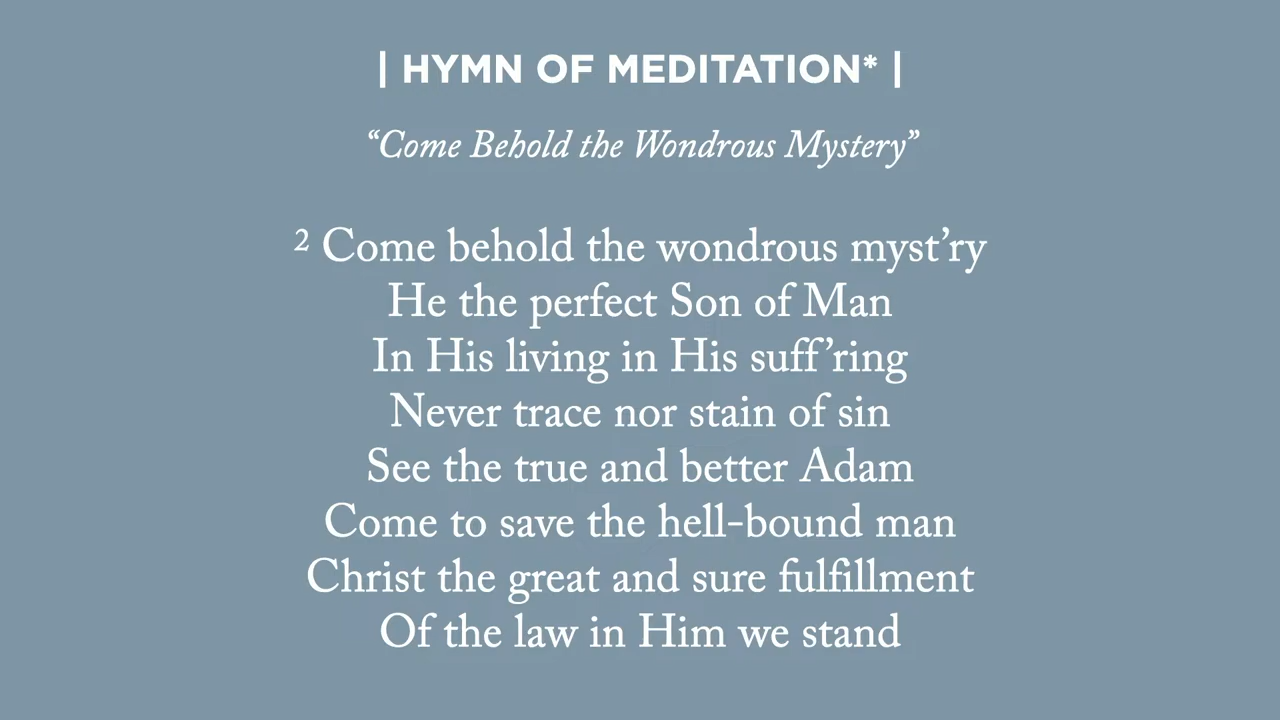 | HYMN OF MEDITATION* |
“Come Behold the Wondrous Mystery”
² Come behold the wondrous myst’ry
He the perfect Son of Man
In His living in His suff’ring
Never trace nor stain of sin
See the true and better Adam
Come to save the hell-bound man
Christ the great and sure fulfillment
Of the law in Him we stand